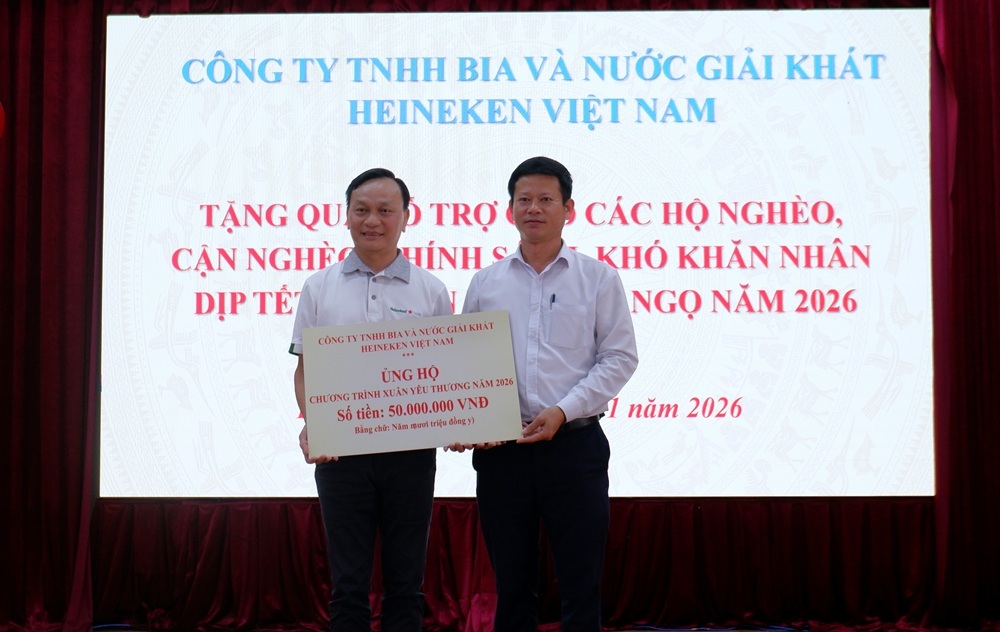 CÔNG TY TNHH BIA VÀ NƯỚC GIẢI KHÁT
HEINEKEN VIỆT NAM
TẶNG TRỢ CÁC HỘ NGHÈO,
CẬN KHÓ KHĂN NHÂN
DỊP TẾT NGỌ NĂM 2026
năm 2026
CÔNG TY TNHH BIA VÀ NƯỚC GIẢI KHÁT
HEINEKEN VIỆT NAM
***
ỦNG HỘ
CHƯƠNG TRÌNH XUÂN YÊU THƯƠNG NĂM 2026
Số tiền: 50.000.000 VNĐ
Bằng chữ: Năm mươi triệu đồng y)